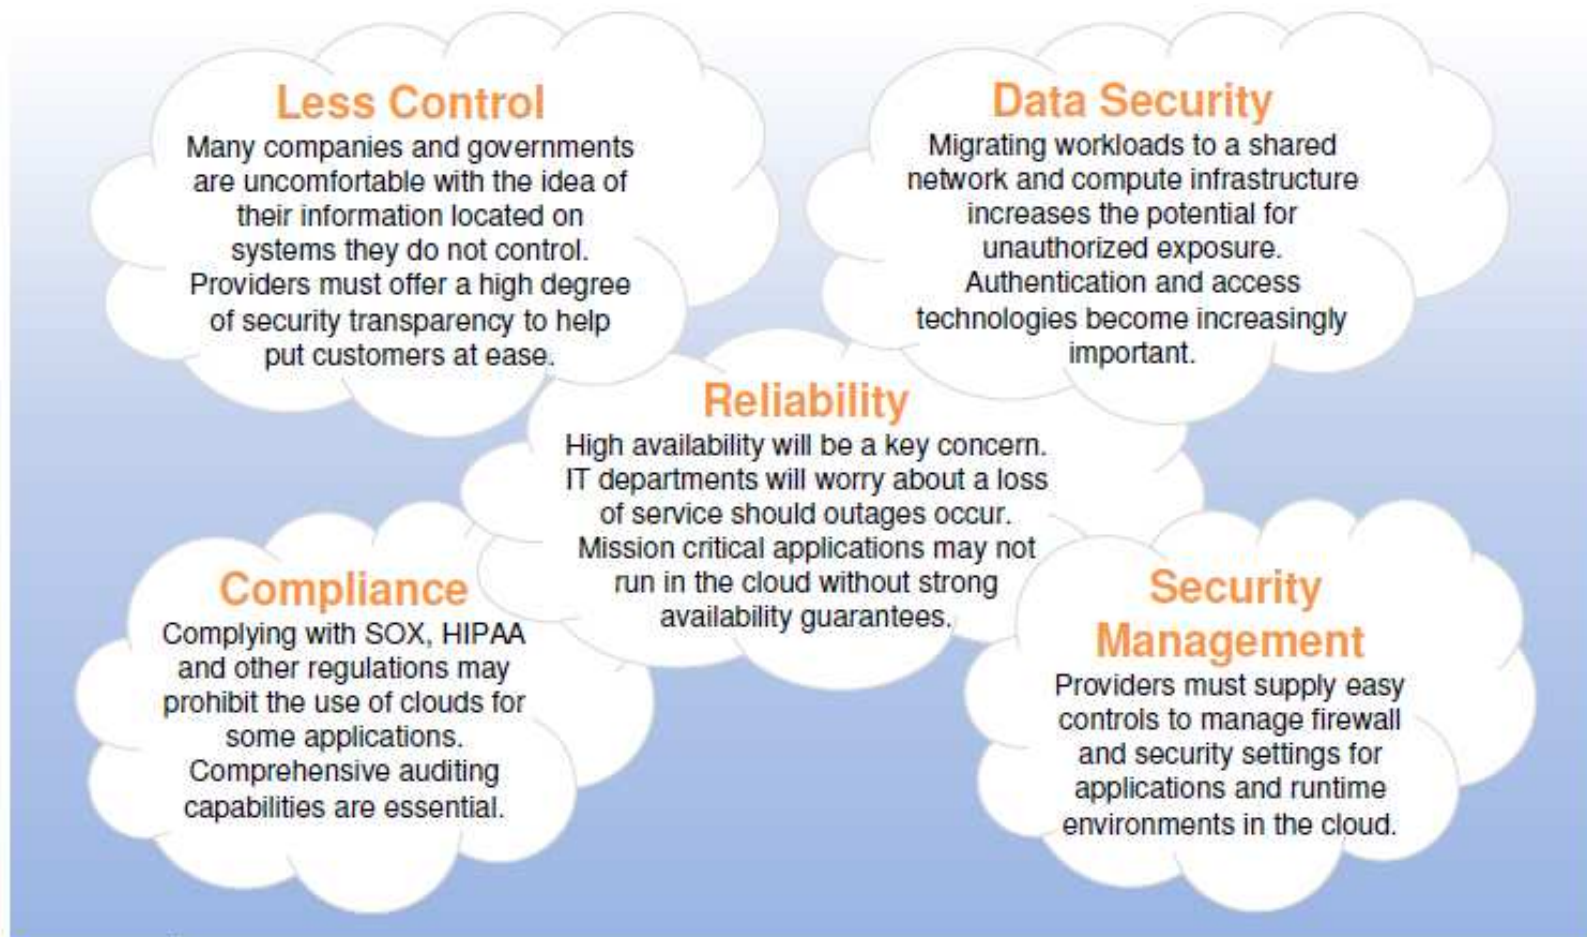 Less Control
Many companies and governments
are uncomfortable with the idea of
their information located on
systems they do not control.
Providers must offer a high degree
of security transparency to help
put customers at ease.
Data Security
Migrating workloads to a shared
network and compute infrastructure
increases the potential for
unauthorized exposure.
Authentication and access
technologies become increasingly
important.
Reliability
High availability will be a key concern.
IT departments will worry about a loss
of service should outages occur.
Mission critical applications may not
run in the cloud without strong
availability guarantees.
Compliance
Complying with SOX, HIPAA
and other regulations may
prohibit the use of clouds for
some applications.
Comprehensive auditing
capabilities are essential.
Security
Management
Providers must supply easy
controls to manage firewall
and security settings for
applications and runtime
environments in the cloud.